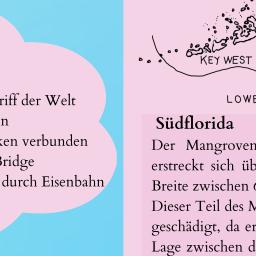 riff der Welt
n
ken verbunden
Bridge
durch Eisenbahn
KEY WEST
LOWE
Südflorida
Der Mangroven
erstreckt sich üb
Breite zwischen
Dieser Teil des M
geschädigt, da er
Lage zwischen d